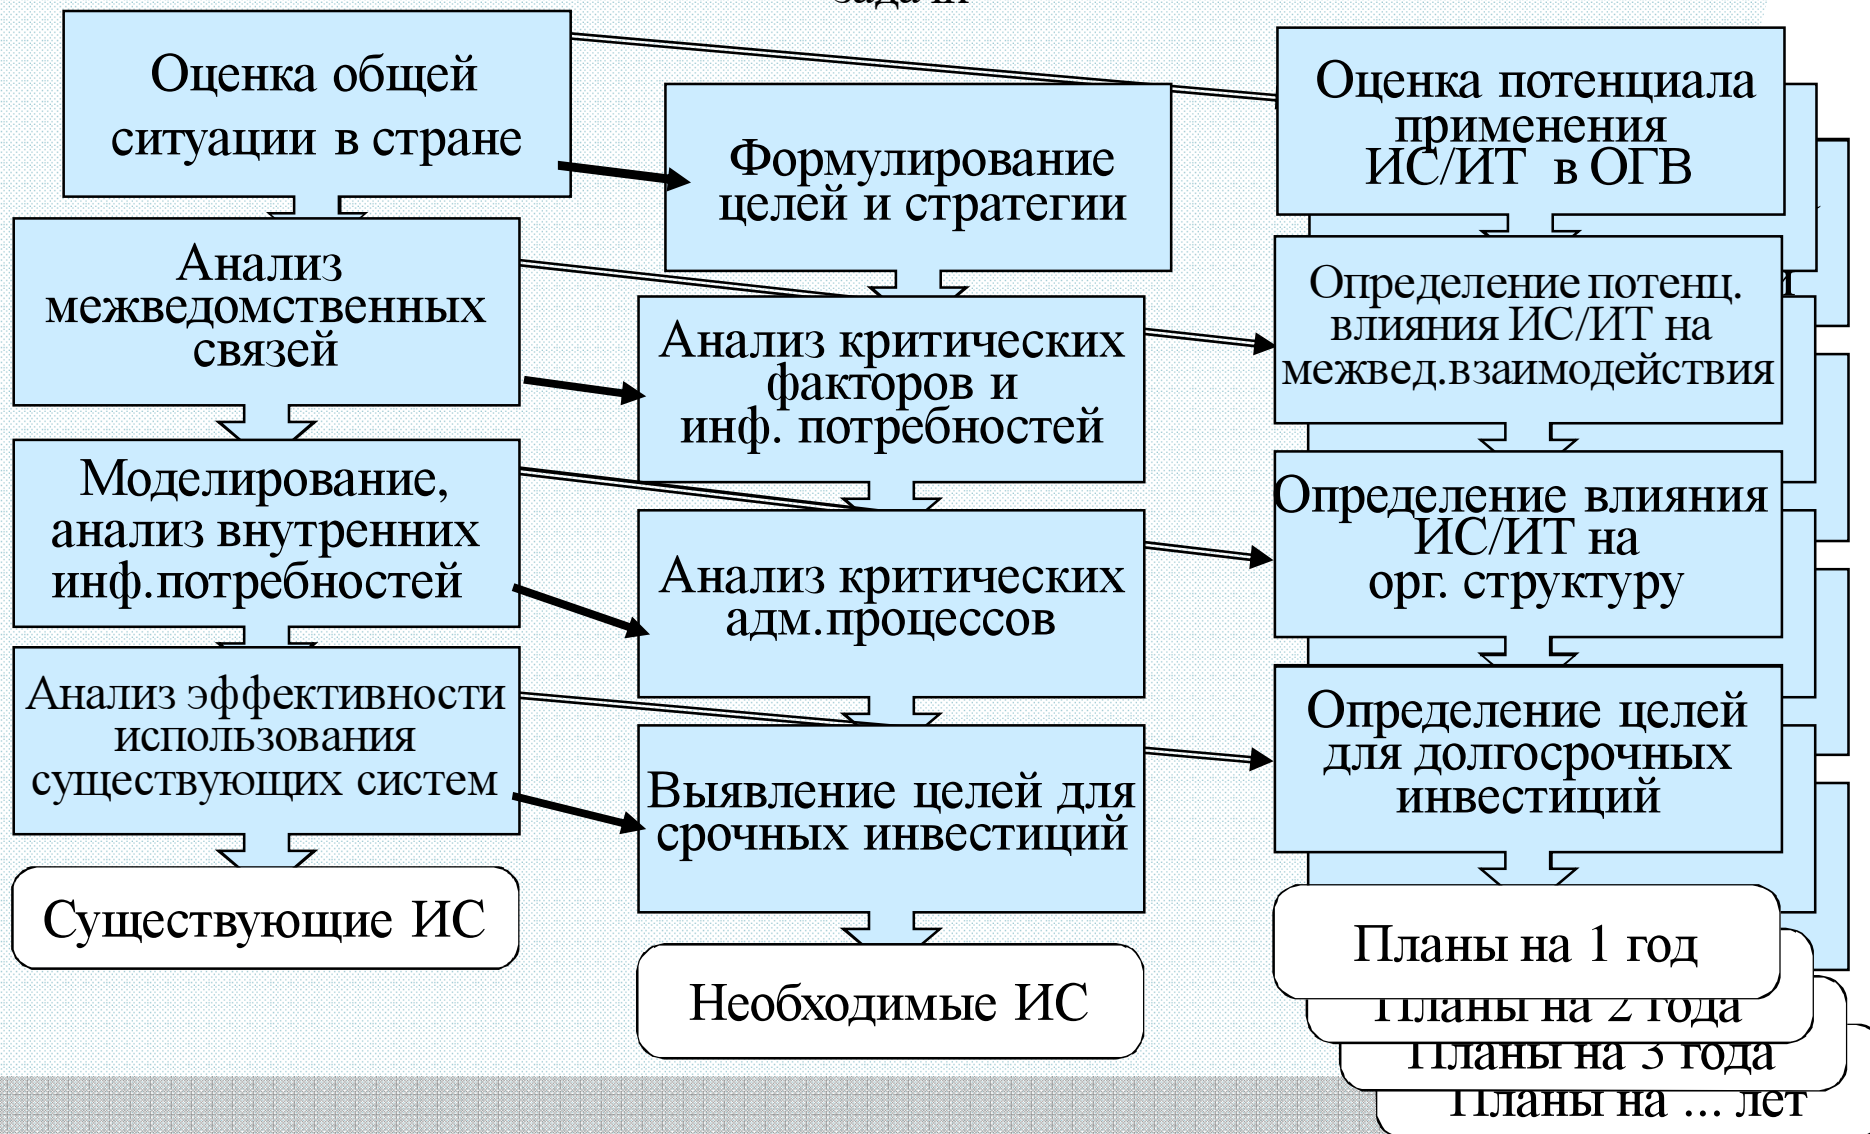 Оценка общей
ситуации в стране
Анализ
межведомственных
связей
Моделирование,
анализ внутренних
инф.потребностей
Анализ эффективности
использования
существующих систем
Существующие ИС
Формулирование
целей и стратегии
Анализ критических
факторов и
инф. потребностей
Анализ критических
адм.процессов
Выявление целей для
срочных инвестиций
Необходимые ИС
Оценка потенциала
применения
ИС/ИТ в ОГВ
Определение потенц.
влияния ИС/ИТ на
межвед.взаимодействия
Определение влияния
ИС/ИТ на
орг. структуру
Определение целей
для долгосрочных
инвестиций
Планы на 1 год
Планы на 2 года
Планы на 3 года
Планы на ... лет